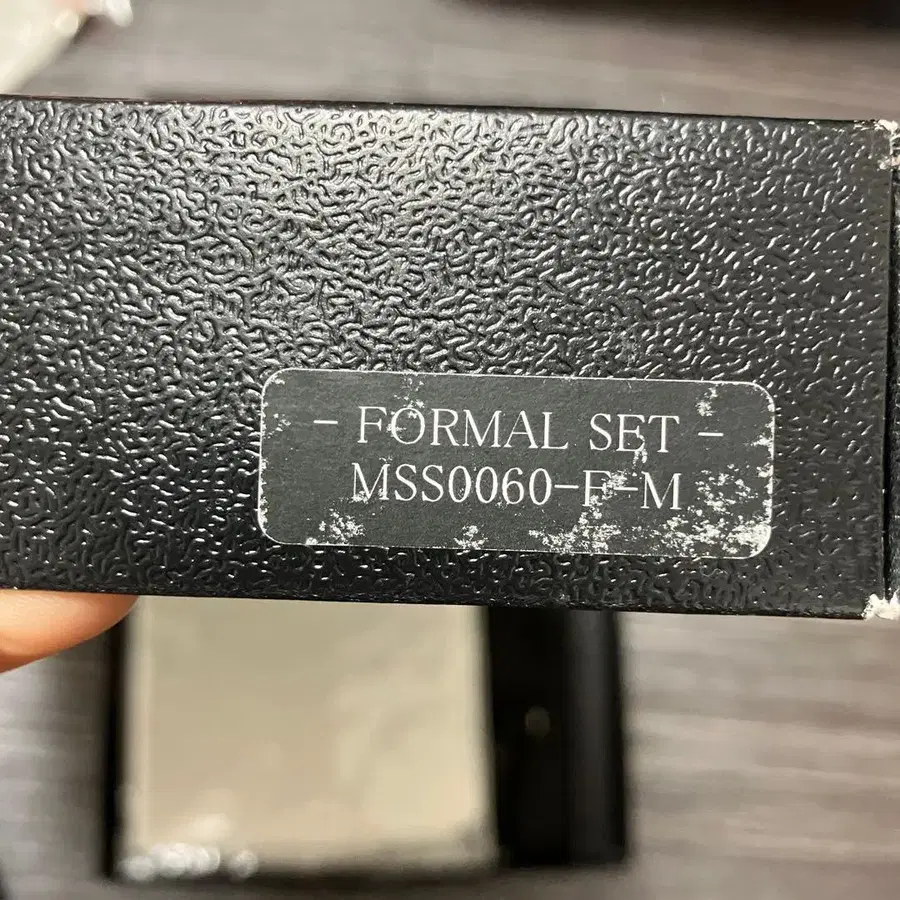 - FORMAL SET -
MSS0060-F-M